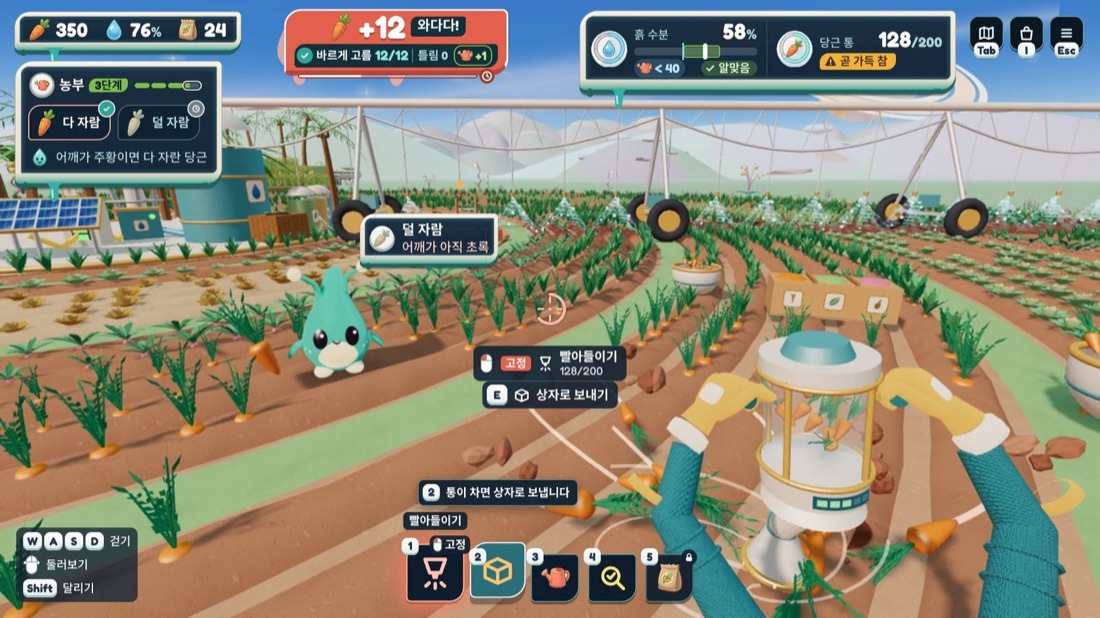 350 76% 24
+12 와다다!
바르게 고름 12/12 틀림 0 +1
흙 수분 58%
< 40 ✓ 알맞음
당근 통 128/200
곧 가득 참
Tab I Esc
농부 3단계
다 자람 덜 자람
어깨가 주황이면 다 자란 당근
덜 자람
어깨가 아직 초록
고정 빨아들이기
128/200
E 상자로 보내기
2 통이 차면 상자로 보냅니다
빨아들이기
1 고정 2 3 4 5
W A S D 걷기
둘러보기
Shift 달리기